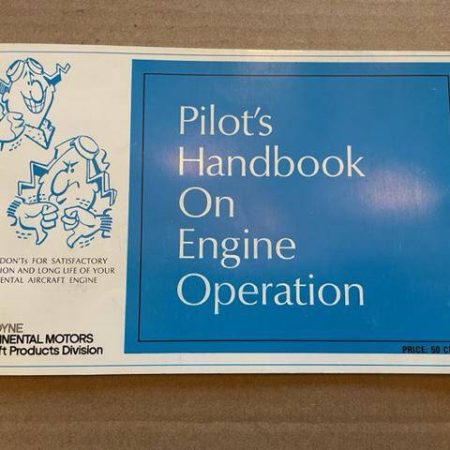 Pilot's
Handbook
On
Engine
Operation
DON'Ts FOR SATISFACTORY
ION AND LONG LIFE OF YOUR
ENTAL AIRCRAFT ENGINE
DYNE
NENTAL MOTORS
ft Products Division
PRICE: 50 C